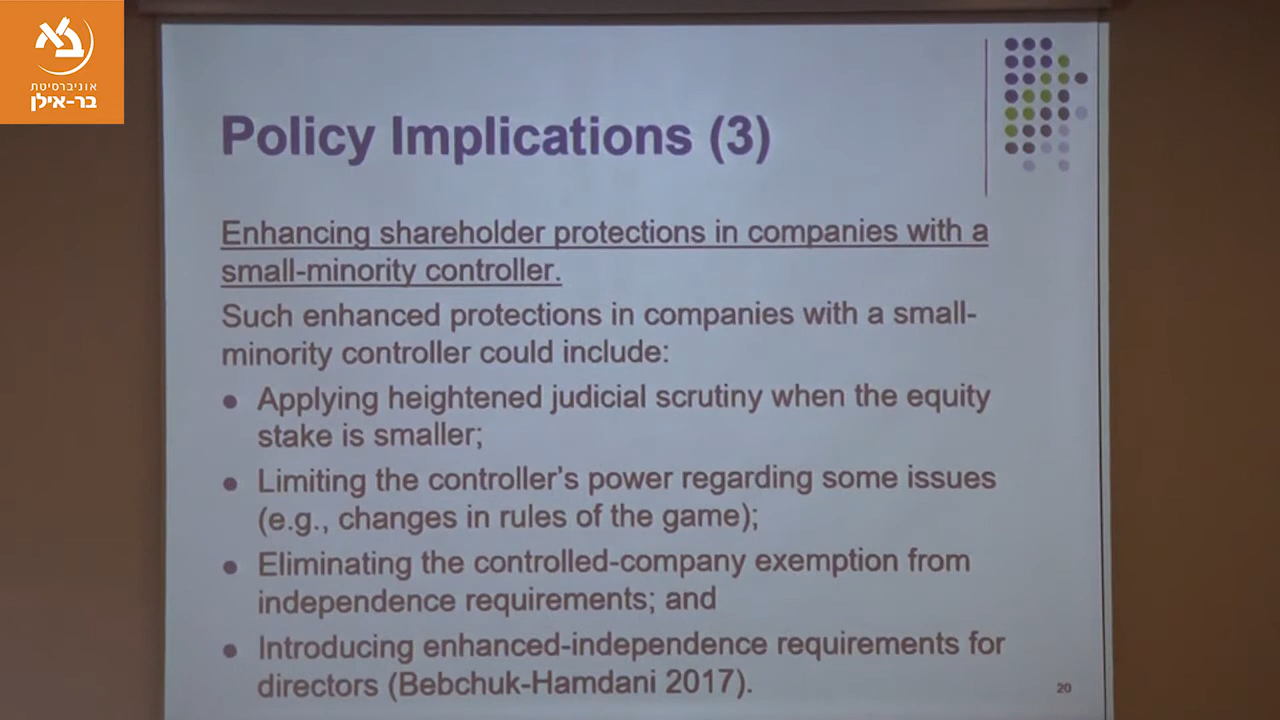 אוניברסיטת
בר-אילן
Policy Implications (3)
Enhancing shareholder protections in companies with a
small-minority controller.
Such enhanced protections in companies with a small-
minority controller could include:
● Applying heightened judicial scrutiny when the equity
stake is smaller;
● Limiting the controller's power regarding some issues
(e.g., changes in rules of the game);
● Eliminating the controlled-company exemption from
independence requirements; and
● Introducing enhanced-independence requirements for
directors (Bebchuk-Hamdani 2017).
20